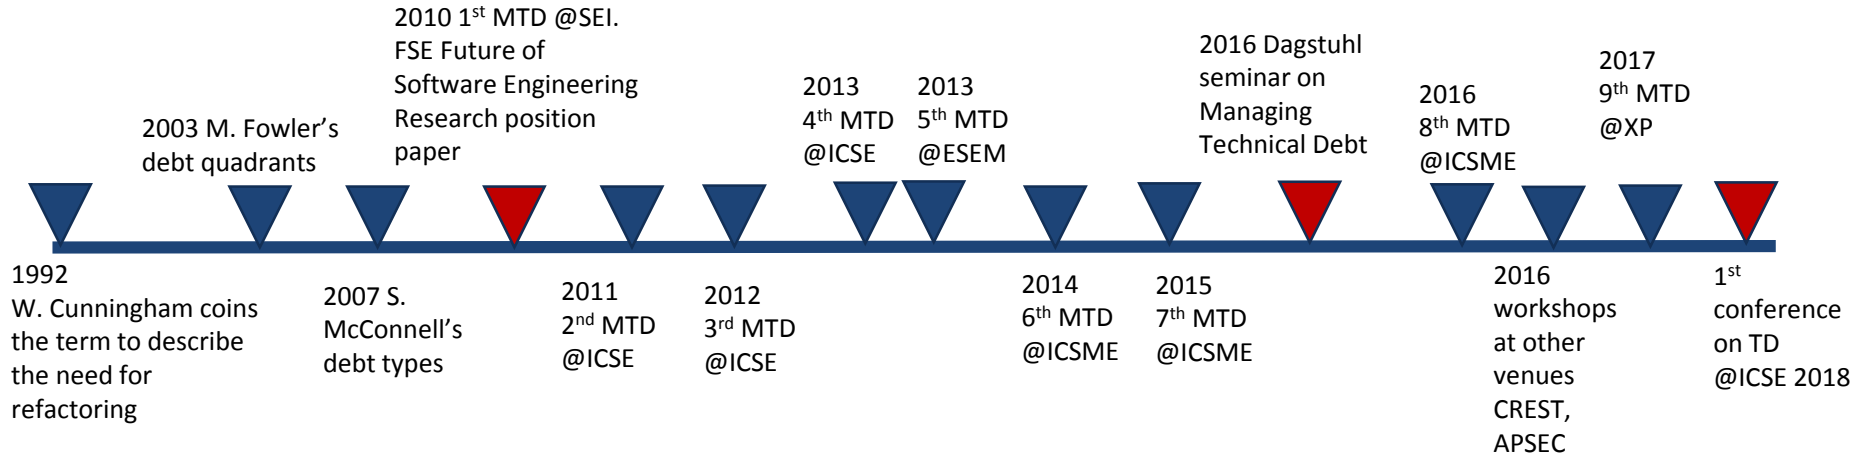 1992
W. Cunningham coins
the term to describe
the need for
refactoring
2003 M. Fowler's
debt quadrants
2007 S.
McConnell's
debt types
2010 1st MTD @SEI.
FSE Future of
Software Engineering
Research position
paper
2011
2nd MTD
@ICSE
2012
3rd MTD
@ICSE
2013
4th MTD
@ICSE
2013
5th MTD
@ESEM
2014
6th MTD
@ICSME
2015
7th MTD
@ICSME
2016 Dagstuhl
seminar on
Managing
Technical Debt
2016
8th MTD
@ICSME
2016
workshops
at other
venues
CREST,
APSEC
2017
9th MTD
@XP
1st
conference
on TD
@ICSE 2018